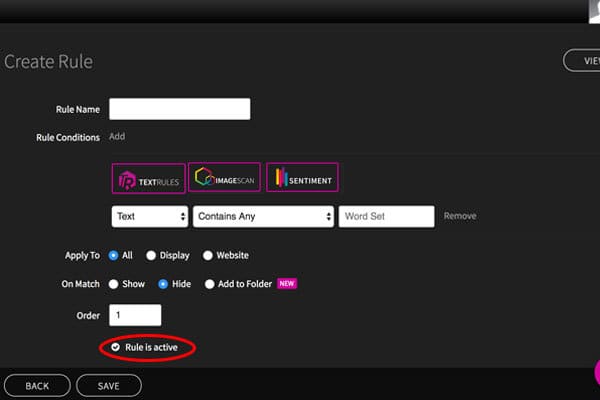 Create Rule
VIEW
Rule Name
Rule Conditions Add
TEXTRULES IMAGESCAN SENTIMENT
Text Contains Any Word Set Remove
Apply To All Display Website
On Match Show Hide Add to Folder NEW
Order 1
Rule is active
BACK SAVE